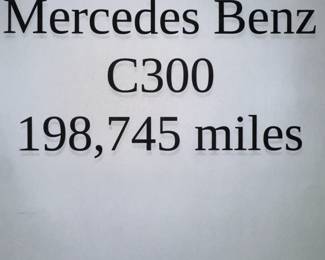 Mercedes Benz
C300
198,745 miles